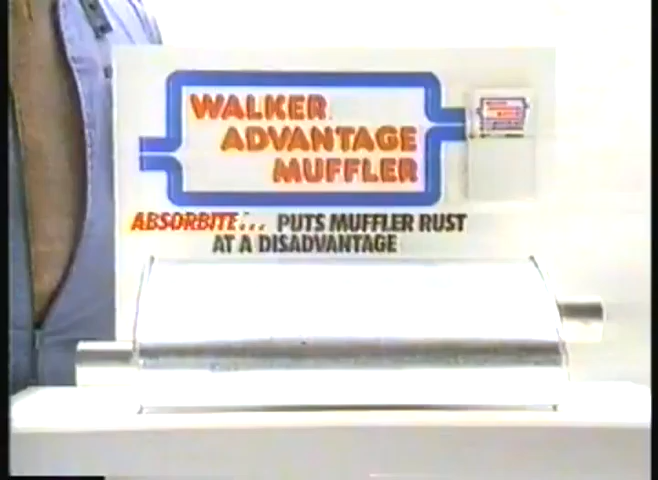 WALKER
ADVANTAGE
MUFFLER
ABSORBITE... PUTS MUFFLER RUST
AT A DISADVANTAGE